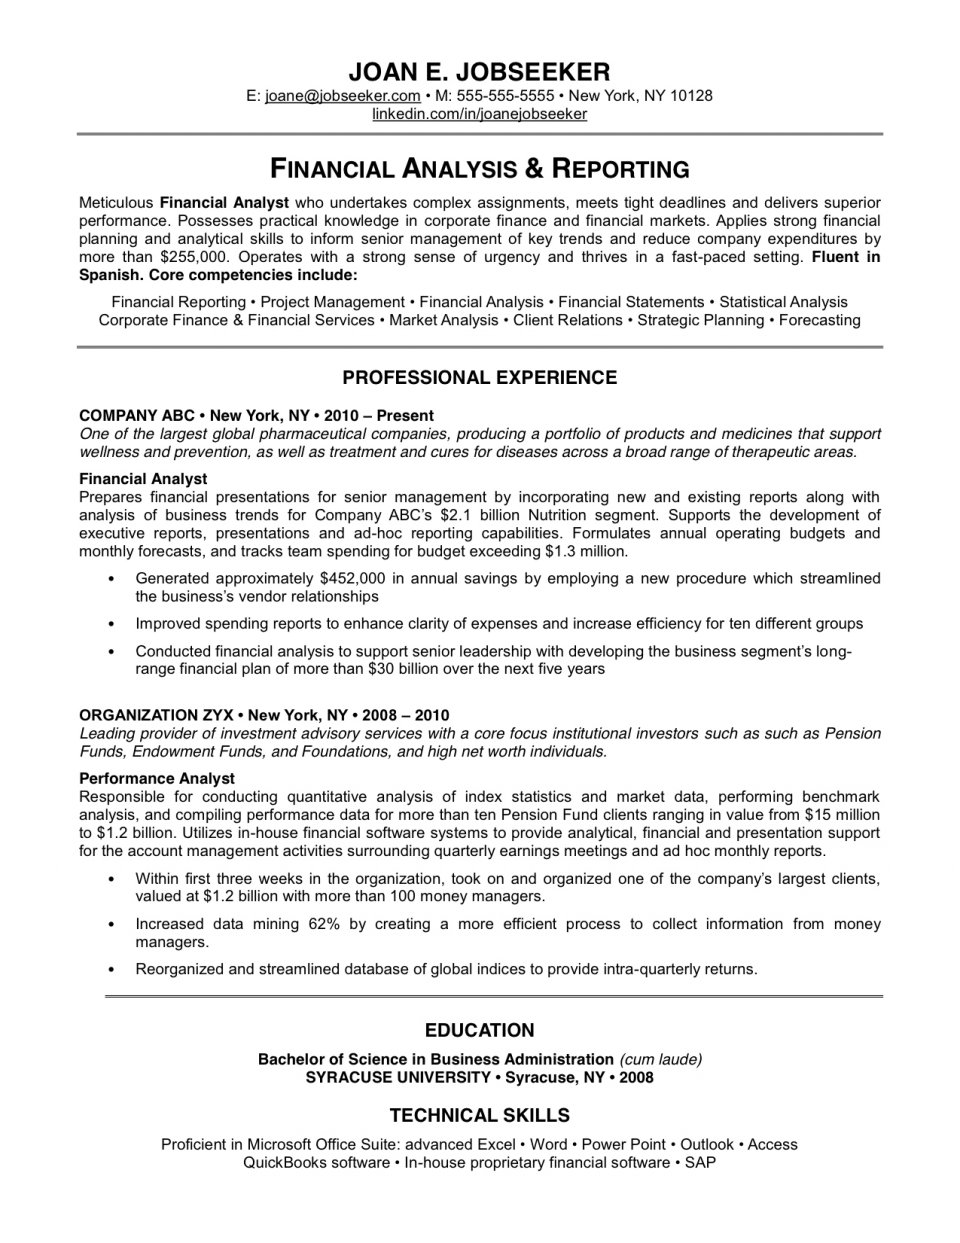 JOAN E. JOBSEEKER
E: joane@jobseeker.com • M: 555-555-5555 • New York, NY 10128
linkedin.com/in/joanejobseeker
FINANCIAL ANALYSIS & REPORTING
Meticulous Financial Analyst who undertakes complex assignments, meets tight deadlines and delivers superior
performance. Possesses practical knowledge in corporate finance and financial markets. Applies strong financial
planning and analytical skills to inform senior management of key trends and reduce company expenditures by
more than $255,000. Operates with a strong sense of urgency and thrives in a fast-paced setting. Fluent in
Spanish. Core competencies include:
Financial Reporting • Project Management • Financial Analysis • Financial Statements • Statistical Analysis
Corporate Finance & Financial Services • Market Analysis • Client Relations • Strategic Planning • Forecasting
PROFESSIONAL EXPERIENCE
COMPANY ABC • New York, NY • 2010 – Present
One of the largest global pharmaceutical companies, producing a portfolio of products and medicines that support
wellness and prevention, as well as treatment and cures for diseases across a broad range of therapeutic areas.
Financial Analyst
Prepares financial presentations for senior management by incorporating new and existing reports along with
analysis of business trends for Company ABC’s $2.1 billion Nutrition segment. Supports the development of
executive reports, presentations and ad-hoc reporting capabilities. Formulates annual operating budgets and
monthly forecasts, and tracks team spending for budget exceeding $1.3 million.
• Generated approximately $452,000 in annual savings by employing a new procedure which streamlined
the business’s vendor relationships
• Improved spending reports to enhance clarity of expenses and increase efficiency for ten different groups
• Conducted financial analysis to support senior leadership with developing the business segment’s long-
range financial plan of more than $30 billion over the next five years
ORGANIZATION ZYX • New York, NY • 2008 – 2010
Leading provider of investment advisory services with a core focus institutional investors such as such as Pension
Funds, Endowment Funds, and Foundations, and high net worth individuals.
Performance Analyst
Responsible for conducting quantitative analysis of index statistics and market data, performing benchmark
analysis, and compiling performance data for more than ten Pension Fund clients ranging in value from $15 million
to $1.2 billion. Utilizes in-house financial software systems to provide analytical, financial and presentation support
for the account management activities surrounding quarterly earnings meetings and ad hoc monthly reports.
• Within first three weeks in the organization, took on and organized one of the company’s largest clients,
valued at $1.2 billion with more than 100 money managers.
• Increased data mining 62% by creating a more efficient process to collect information from money
managers.
• Reorganized and streamlined database of global indices to provide intra-quarterly returns.
EDUCATION
Bachelor of Science in Business Administration (cum laude)
SYRACUSE UNIVERSITY • Syracuse, NY • 2008
TECHNICAL SKILLS
Proficient in Microsoft Office Suite: advanced Excel • Word • Power Point • Outlook • Access
QuickBooks software • In-house proprietary financial software • SAP